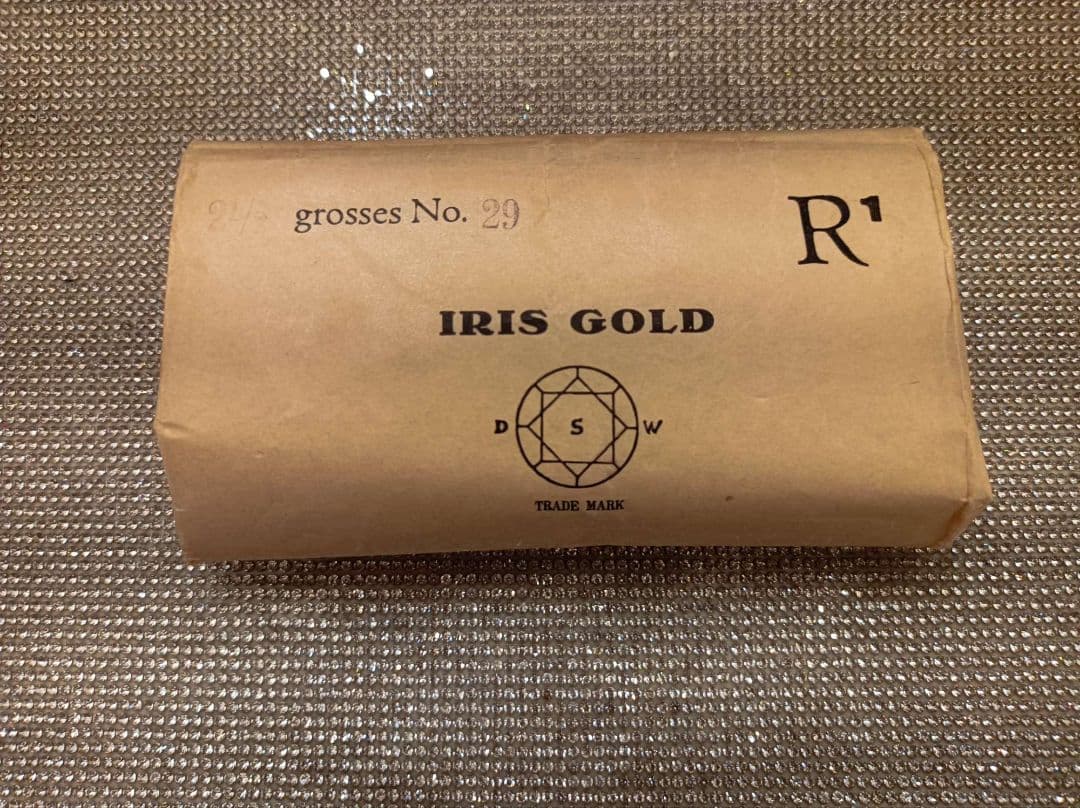 grosses No. 29
R¹
IRIS GOLD
D S W
TRADE MARK